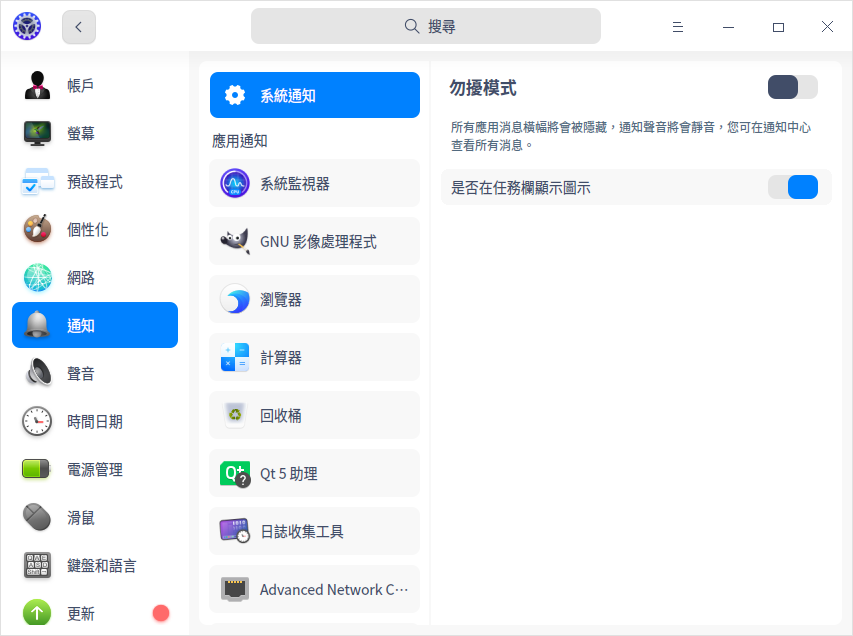 搜尋
帳戶
螢幕
預設程式
個性化
網路
通知
聲音
時間日期
電源管理
滑鼠
鍵盤和語言
更新
系統通知
應用通知
系統監視器
GNU 影像處理程式
瀏覽器
計算器
回收桶
Qt 5 助理
日誌收集工具
Advanced Network C…
勿擾模式
所有應用消息橫幅將會被隱藏，通知聲音將會靜音，您可在通知中心
查看所有消息。
是否在任務欄顯示圖示